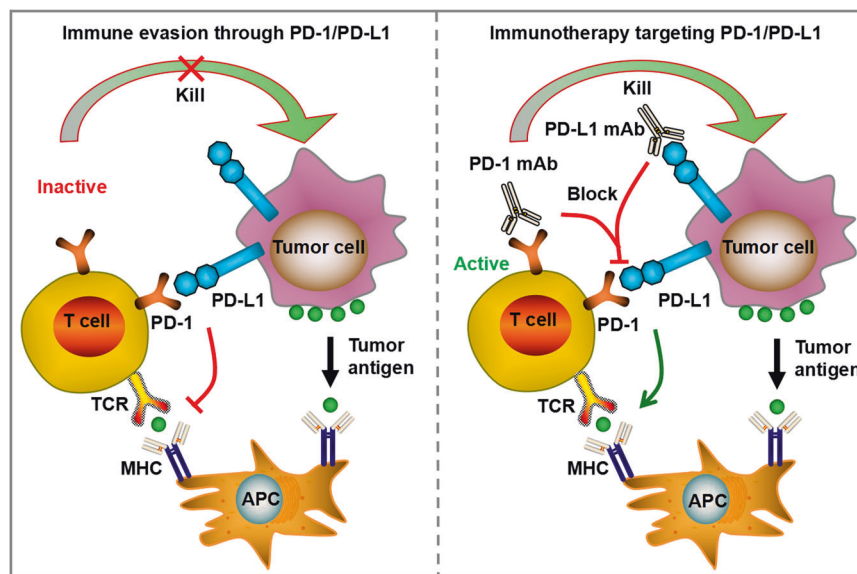 Immune evasion through PD-1/PD-L1
Kill
Inactive
Tumor cell
T cell
PD-1
PD-L1
TCR
Tumor
antigen
MHC
APC
Immunotherapy targeting PD-1/PD-L1
Kill
PD-L1 mAb
PD-1 mAb
Block
Tumor cell
Active
PD-L1
T cell
PD-1
Tumor
antigen
TCR
MHC
APC